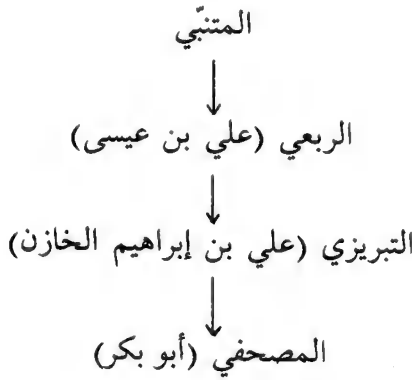 المتنبّي
الربعي (علي بن عيسى)
التبريزي (علي بن إبراهيم الخازن)
المصحفي (أبو بكر)